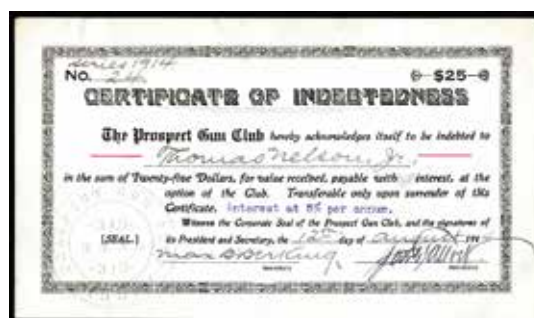 series 1914
No. 24 $25
CERTIFICATE OF INDEBTEDNESS
The Prospect Gun Club hereby acknowledges itself to be indebted to
Thomas Nelson, Jr.
in the sum of Twenty-five Dollars, for value received, payable with interest, at the
option of the Club. Transferable only upon surrender of this
Certificate. interest at 5% per annum.
Witness the Corporate Seal of the Prospect Gun Club, and the signatures of
[SEAL.] its President and Secretary, the 12th day of august 191